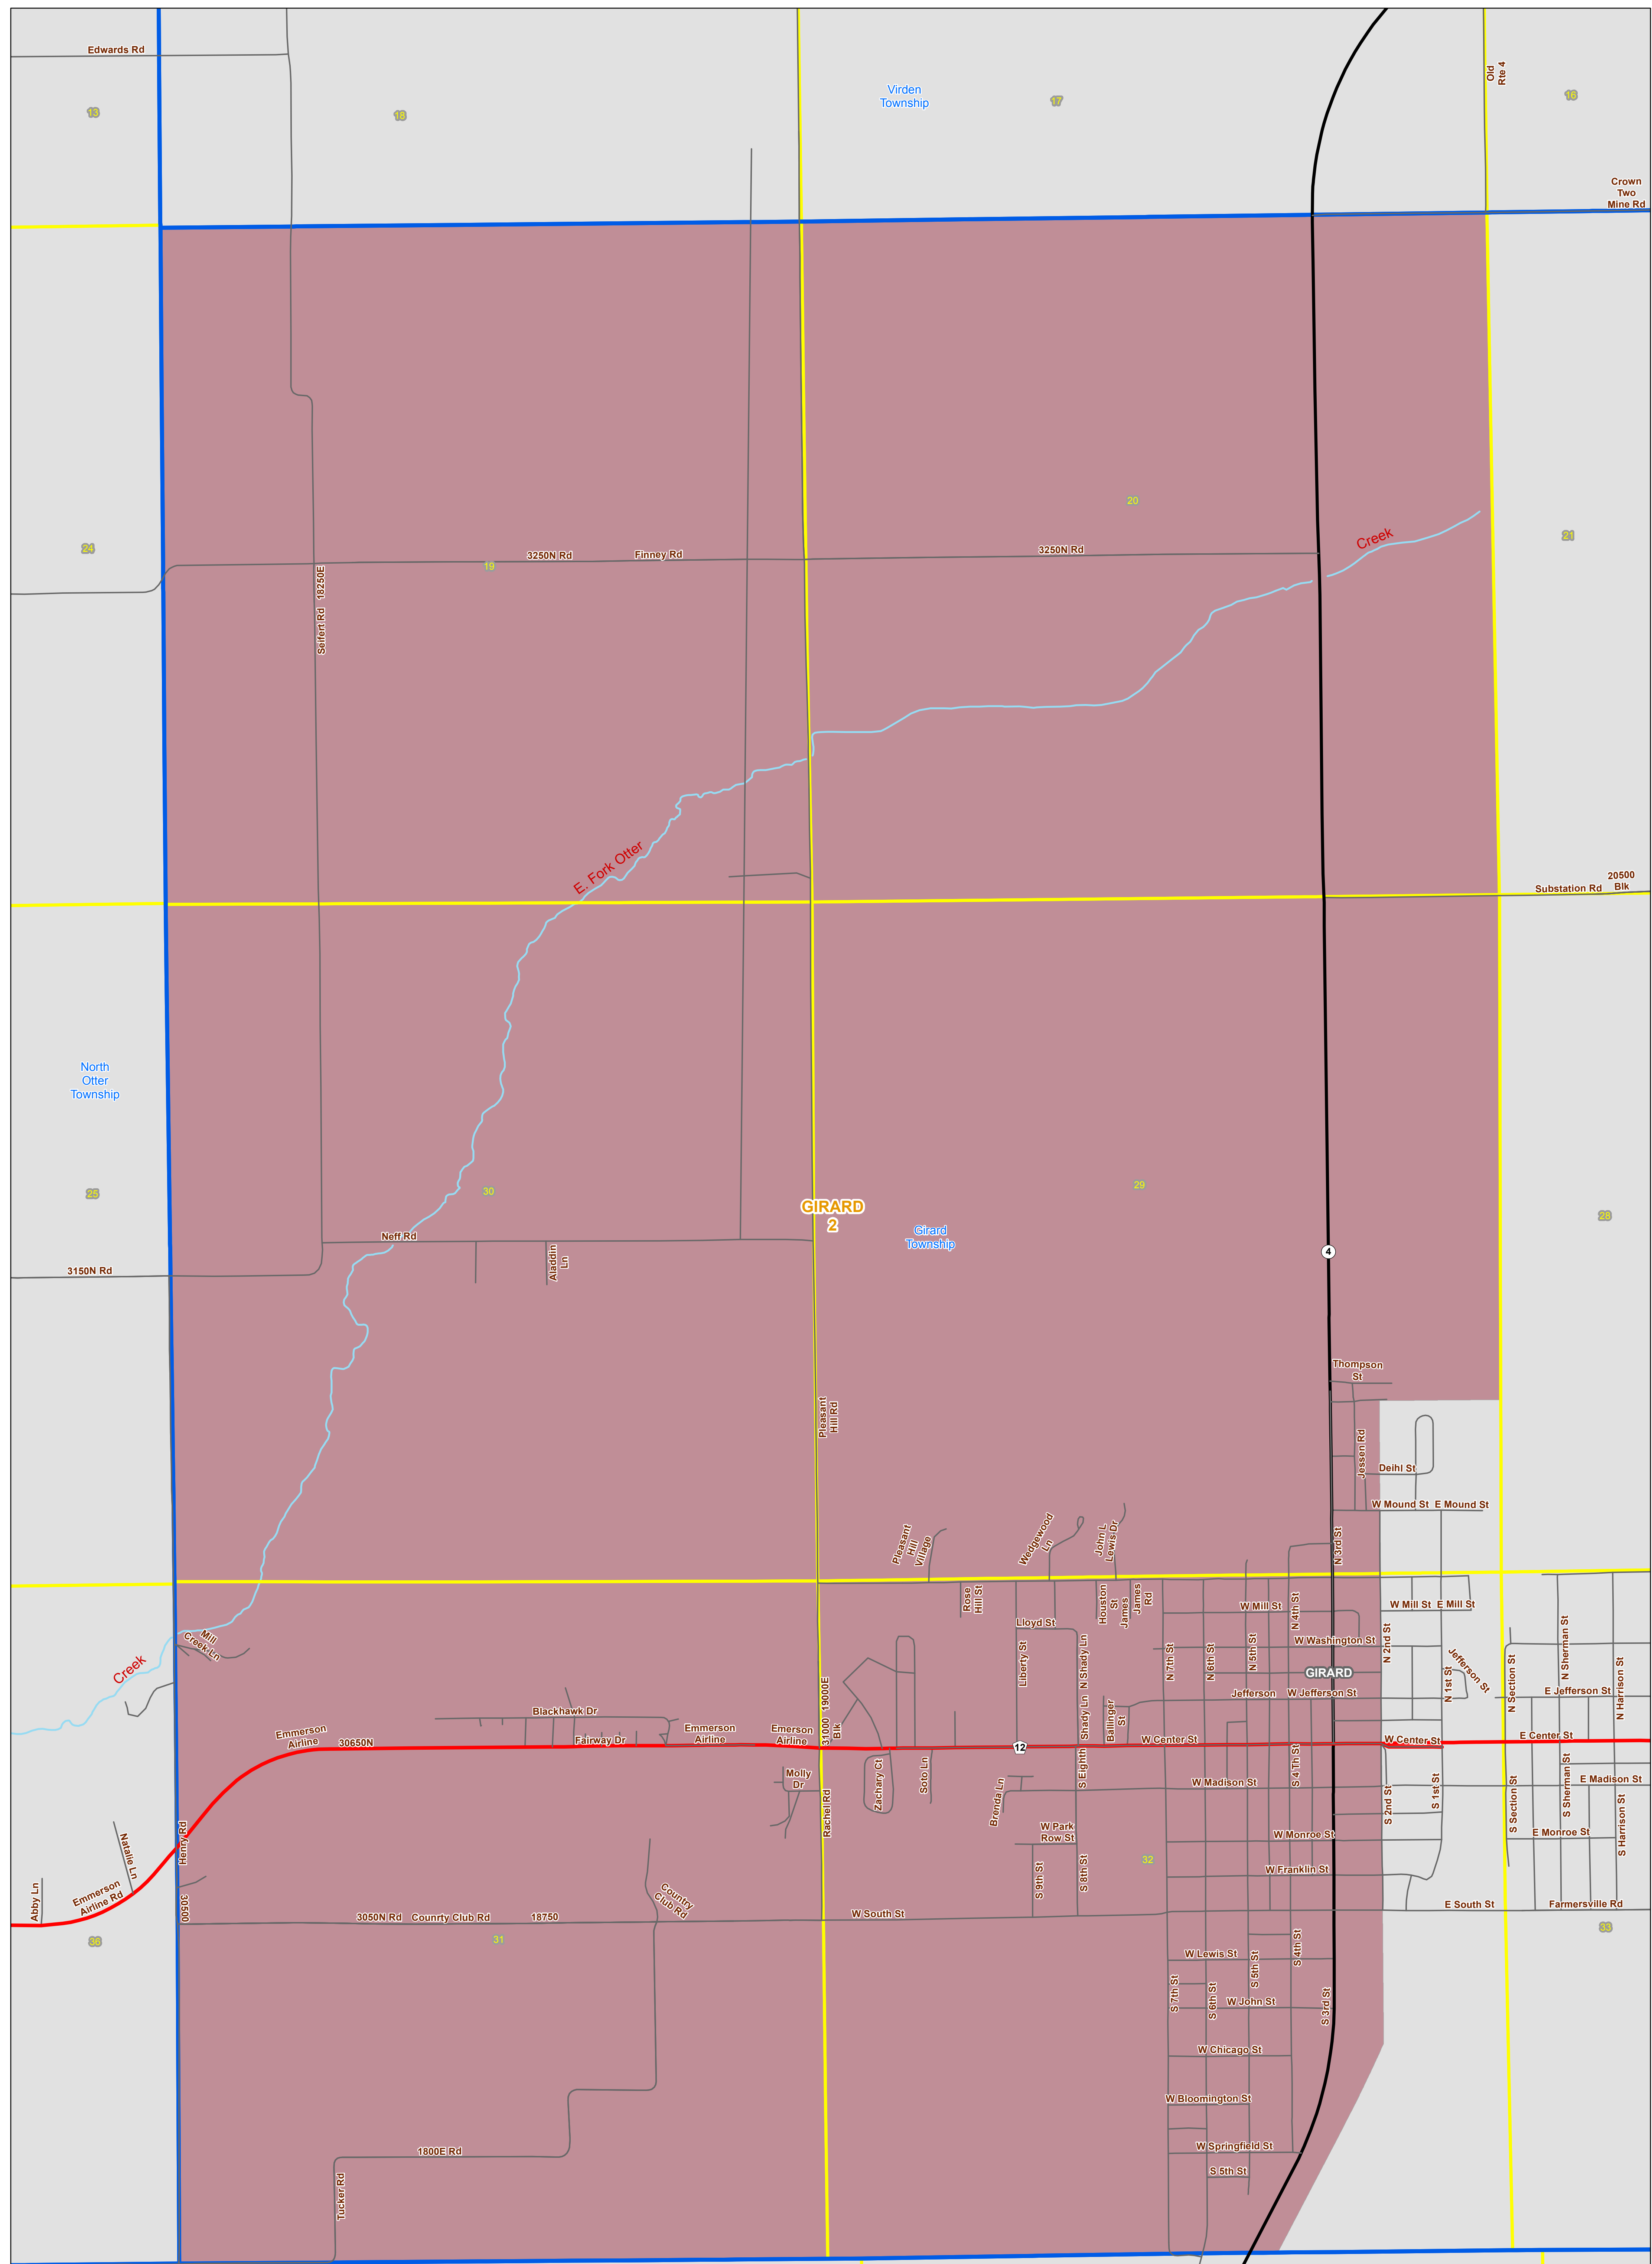 Edwards Rd
13
18
Virden
Township
17
Old
Rte 4
16
Crown
Two
Mine Rd
24
3250N Rd
Finney Rd
19
Seifert Rd 18250E
20
3250N Rd
Creek
21
E. Fork Otter
Substation Rd
20500
Blk
North
Otter
Township
25
30
GIRARD
2
29
Girard
Township
28
4
3150N Rd
Neff Rd
Aladdin
Ln
Pleasant
Hill Rd
Thompson
St
Jessen Rd
Deihl St
W Mound St
E Mound St
Pleasant
Hill
Village
Wedgewood
Ln
John L
Lewis Dr
N 3rd St
Rose
Hill St
Houston
St
James
James
Rd
W Mill St
N 4th St
W Mill St
E Mill St
Lloyd St
Liberty St
N Shady Ln
N 7th St
N 6th St
N 5th St
W Washington St
N 2nd St
GIRARD
Jefferson
W Jefferson St
N 1st St
Jefferson St
N Section St
N Sherman St
N Harrison St
E Jefferson St
Mill
Creek Ln
Creek
Blackhawk Dr
Emmerson
Airline
30650N
Fairway Dr
Emmerson
Airline
Emerson
Airline
31000 19000E
Blk
12
Shady Ln
Ballinger
St
W Center St
W Center St
E Center St
Molly
Dr
Zachary Ct
Soto Ln
Brenda Ln
S Eighth
W Madison St
S 4 Th St
E Madison St
Rachel Rd
W Park
Row St
W Monroe St
S 2nd St
S 1st St
S Section St
S Sherman St
E Monroe St
S Harrison St
Henry Rd
Natalie Ln
Abby Ln
Emmerson
Airline Rd
30500
32
S 9th St
S 8th St
W Franklin St
Country
Club Rd
3050N Rd
Counrty Club Rd
18750
W South St
E South St
Farmersville Rd
36
31
33
W Lewis St
S 4th St
S 5th St
S 7th St
S 6th St
W John St
S 3rd St
W Chicago St
W Bloomington St
1800E Rd
W Springfield St
Tucker Rd
S 5th St